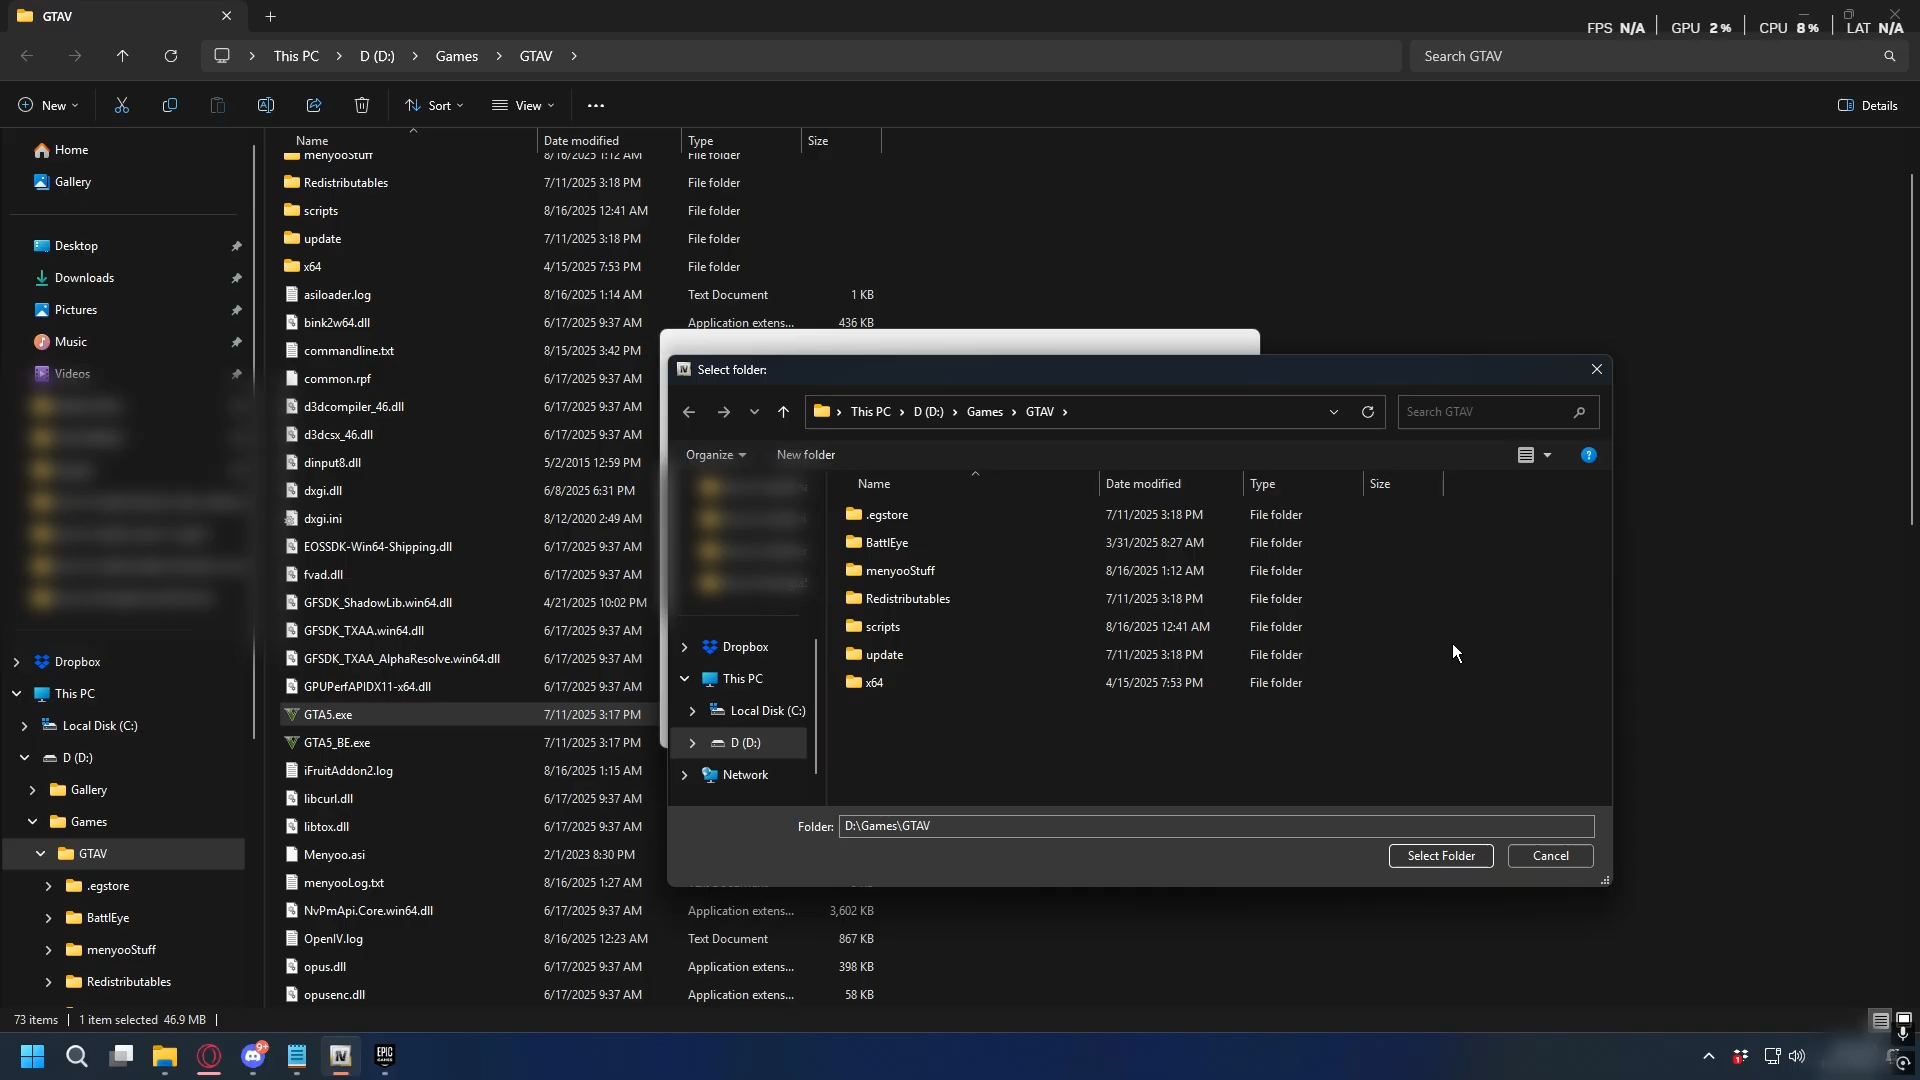 GTAV
FPS N/A GPU 2% CPU 8% LAT N/A
This PC D (D:) Games GTAV
Search GTAV
New Sort View Details
Name Date modified Type Size
Home
Gallery
Desktop
Downloads
Pictures
Music
Videos
Dropbox
This PC
Local Disk (C:)
D (D:)
Gallery
Games
GTAV
.egstore
BattlEye
menyooStuff
Redistributables
menyooStuff 8/16/2025 1:12 AM File folder
Redistributables 7/11/2025 3:18 PM File folder
scripts 8/16/2025 12:41 AM File folder
update 7/11/2025 3:18 PM File folder
x64 4/15/2025 7:53 PM File folder
asiloader.log 8/16/2025 1:14 AM Text Document 1 KB
bink2w64.dll 6/17/2025 9:37 AM Application extens... 436 KB
commandline.txt 8/15/2025 3:42 PM
common.rpf 6/17/2025 9:37 AM
d3dcompiler_46.dll 6/17/2025 9:37 AM
d3dcsx_46.dll 6/17/2025 9:37 AM
dinput8.dll 5/2/2015 12:59 PM
dxgi.dll 6/8/2025 6:31 PM
dxgi.ini 8/12/2020 2:49 AM
EOSSDK-Win64-Shipping.dll 6/17/2025 9:37 AM
fvad.dll 6/17/2025 9:37 AM
GFSDK_ShadowLib.win64.dll 4/21/2025 10:02 PM
GFSDK_TXAA.win64.dll 6/17/2025 9:37 AM
GFSDK_TXAA_AlphaResolve.win64.dll 6/17/2025 9:37 AM
GPUPerfAPIDX11-x64.dll 6/17/2025 9:37 AM
GTA5.exe 7/11/2025 3:17 PM
GTA5_BE.exe 7/11/2025 3:17 PM
iFruitAddon2.log 8/16/2025 1:15 AM
libcurl.dll 6/17/2025 9:37 AM
libtox.dll 6/17/2025 9:37 AM
Menyoo.asi 2/1/2023 8:30 PM
menyooLog.txt 8/16/2025 1:27 AM
NvPmApi.Core.win64.dll 6/17/2025 9:37 AM Application extens... 3,602 KB
OpenIV.log 8/16/2025 12:23 AM Text Document 867 KB
opus.dll 6/17/2025 9:37 AM Application extens... 398 KB
opusenc.dll 6/17/2025 9:37 AM Application extens... 58 KB
Select folder:
This PC D (D:) Games GTAV
Search GTAV
Organize New folder
Name Date modified Type Size
.egstore 7/11/2025 3:18 PM File folder
BattlEye 3/31/2025 8:27 AM File folder
menyooStuff 8/16/2025 1:12 AM File folder
Redistributables 7/11/2025 3:18 PM File folder
scripts 8/16/2025 12:41 AM File folder
update 7/11/2025 3:18 PM File folder
x64 4/15/2025 7:53 PM File folder
Dropbox
This PC
Local Disk (C:)
D (D:)
Network
Folder: D:\Games\GTAV
Select Folder Cancel
73 items 1 item selected 46.9 MB
9+
IV
EPIC GAMES
1